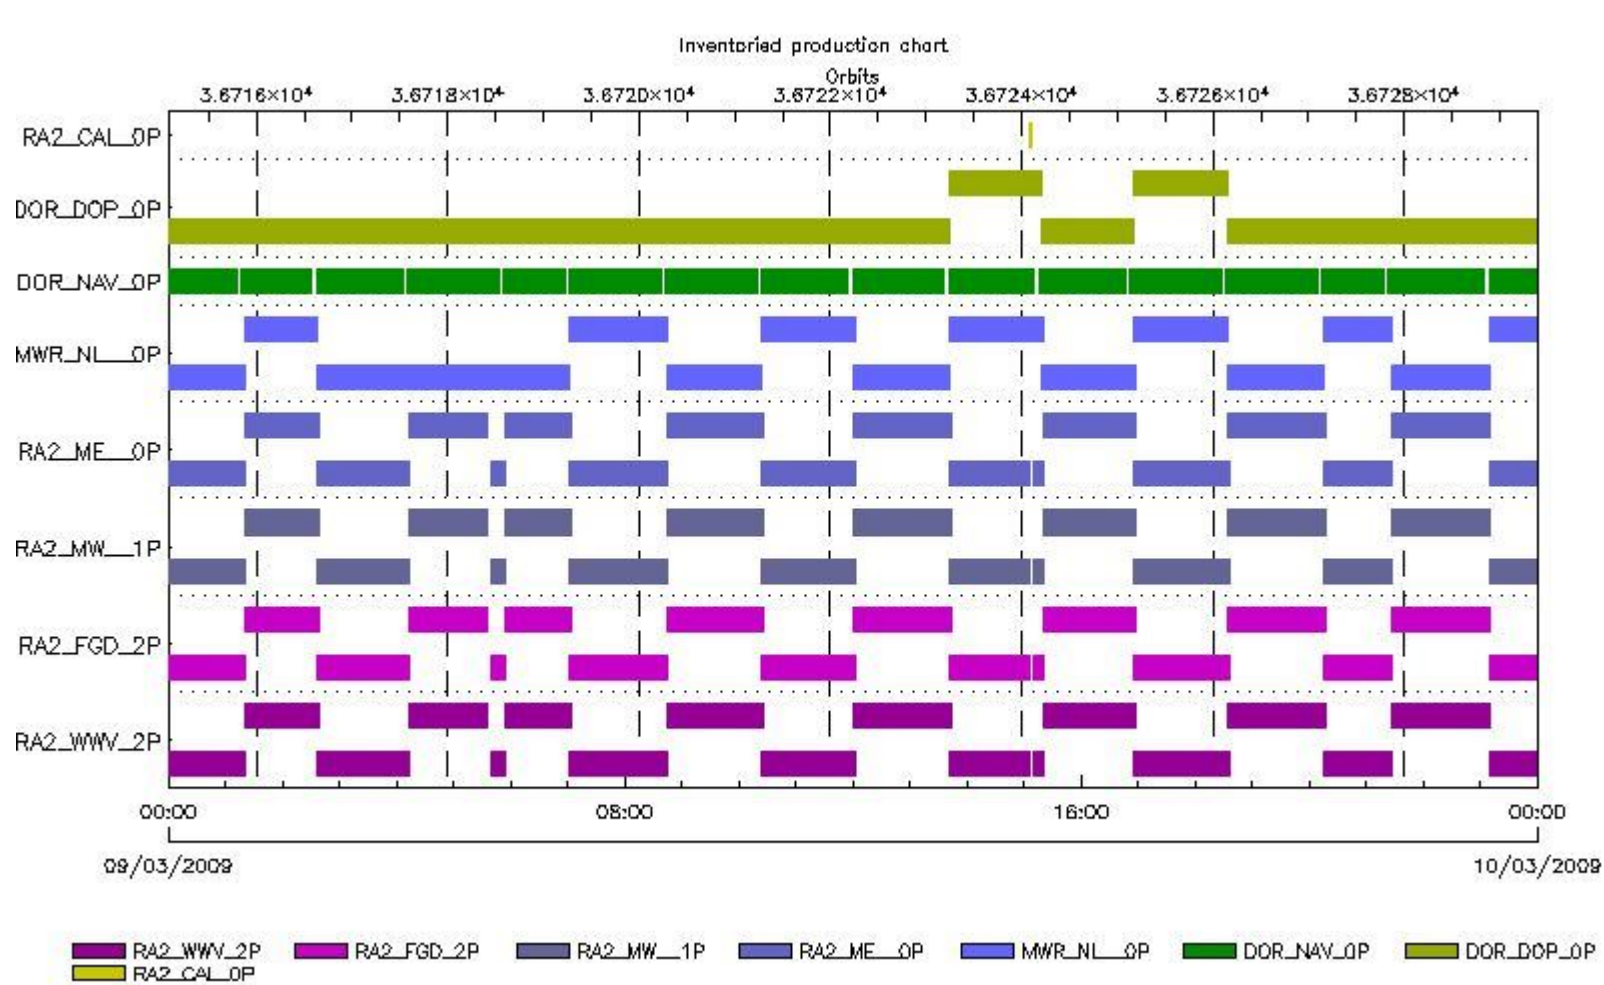 Inventoried production chart
Orbits
3.6716×10⁴ 3.6718×10⁴ 3.6720×10⁴ 3.6722×10⁴ 3.6724×10⁴ 3.6726×10⁴ 3.6728×10⁴
RA2_CAL_0P
DOR_DOP_0P
DOR_NAV_0P
MWR_NL__0P
RA2_ME__0P
RA2_MW__1P
RA2_FGD_2P
RA2_WWV_2P
00:00 08:00 16:00 00:00
09/03/2009 10/03/2009
RA2_WWV_2P RA2_FGD_2P RA2_MW__1P RA2_ME__0P MWR_NL__0P DOR_NAV_0P DOR_DOP_0P
RA2_CAL_0P